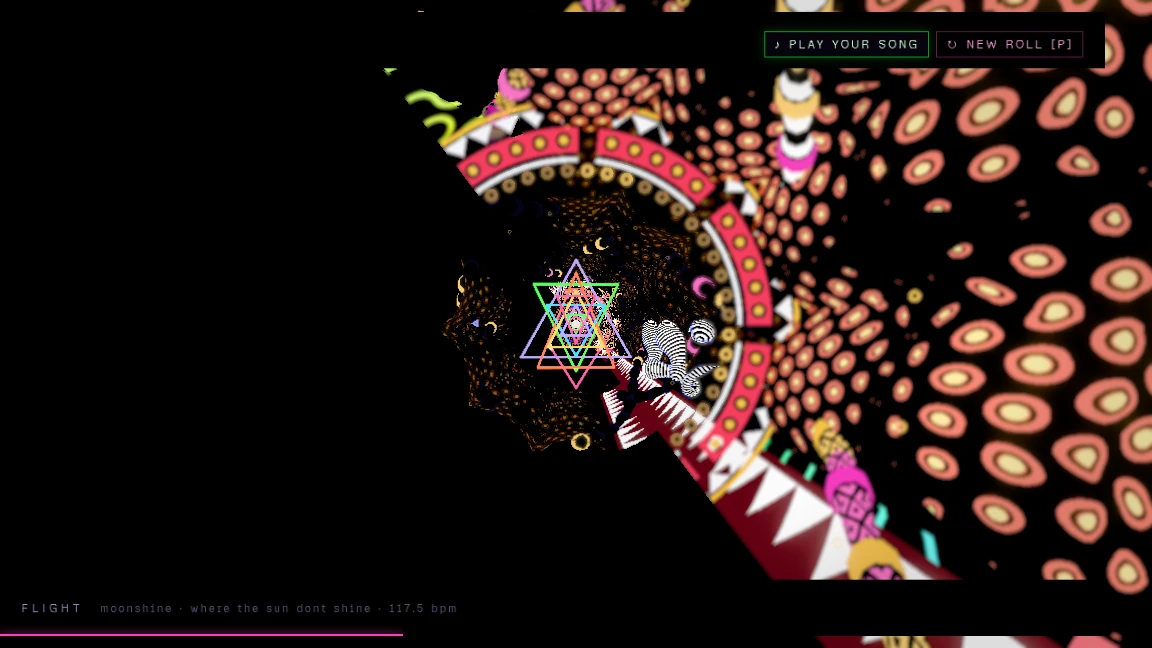 ♪ PLAY YOUR SONG
↻ NEW ROLL [P]
FLIGHT moonshine · where the sun dont shine · 117.5 bpm